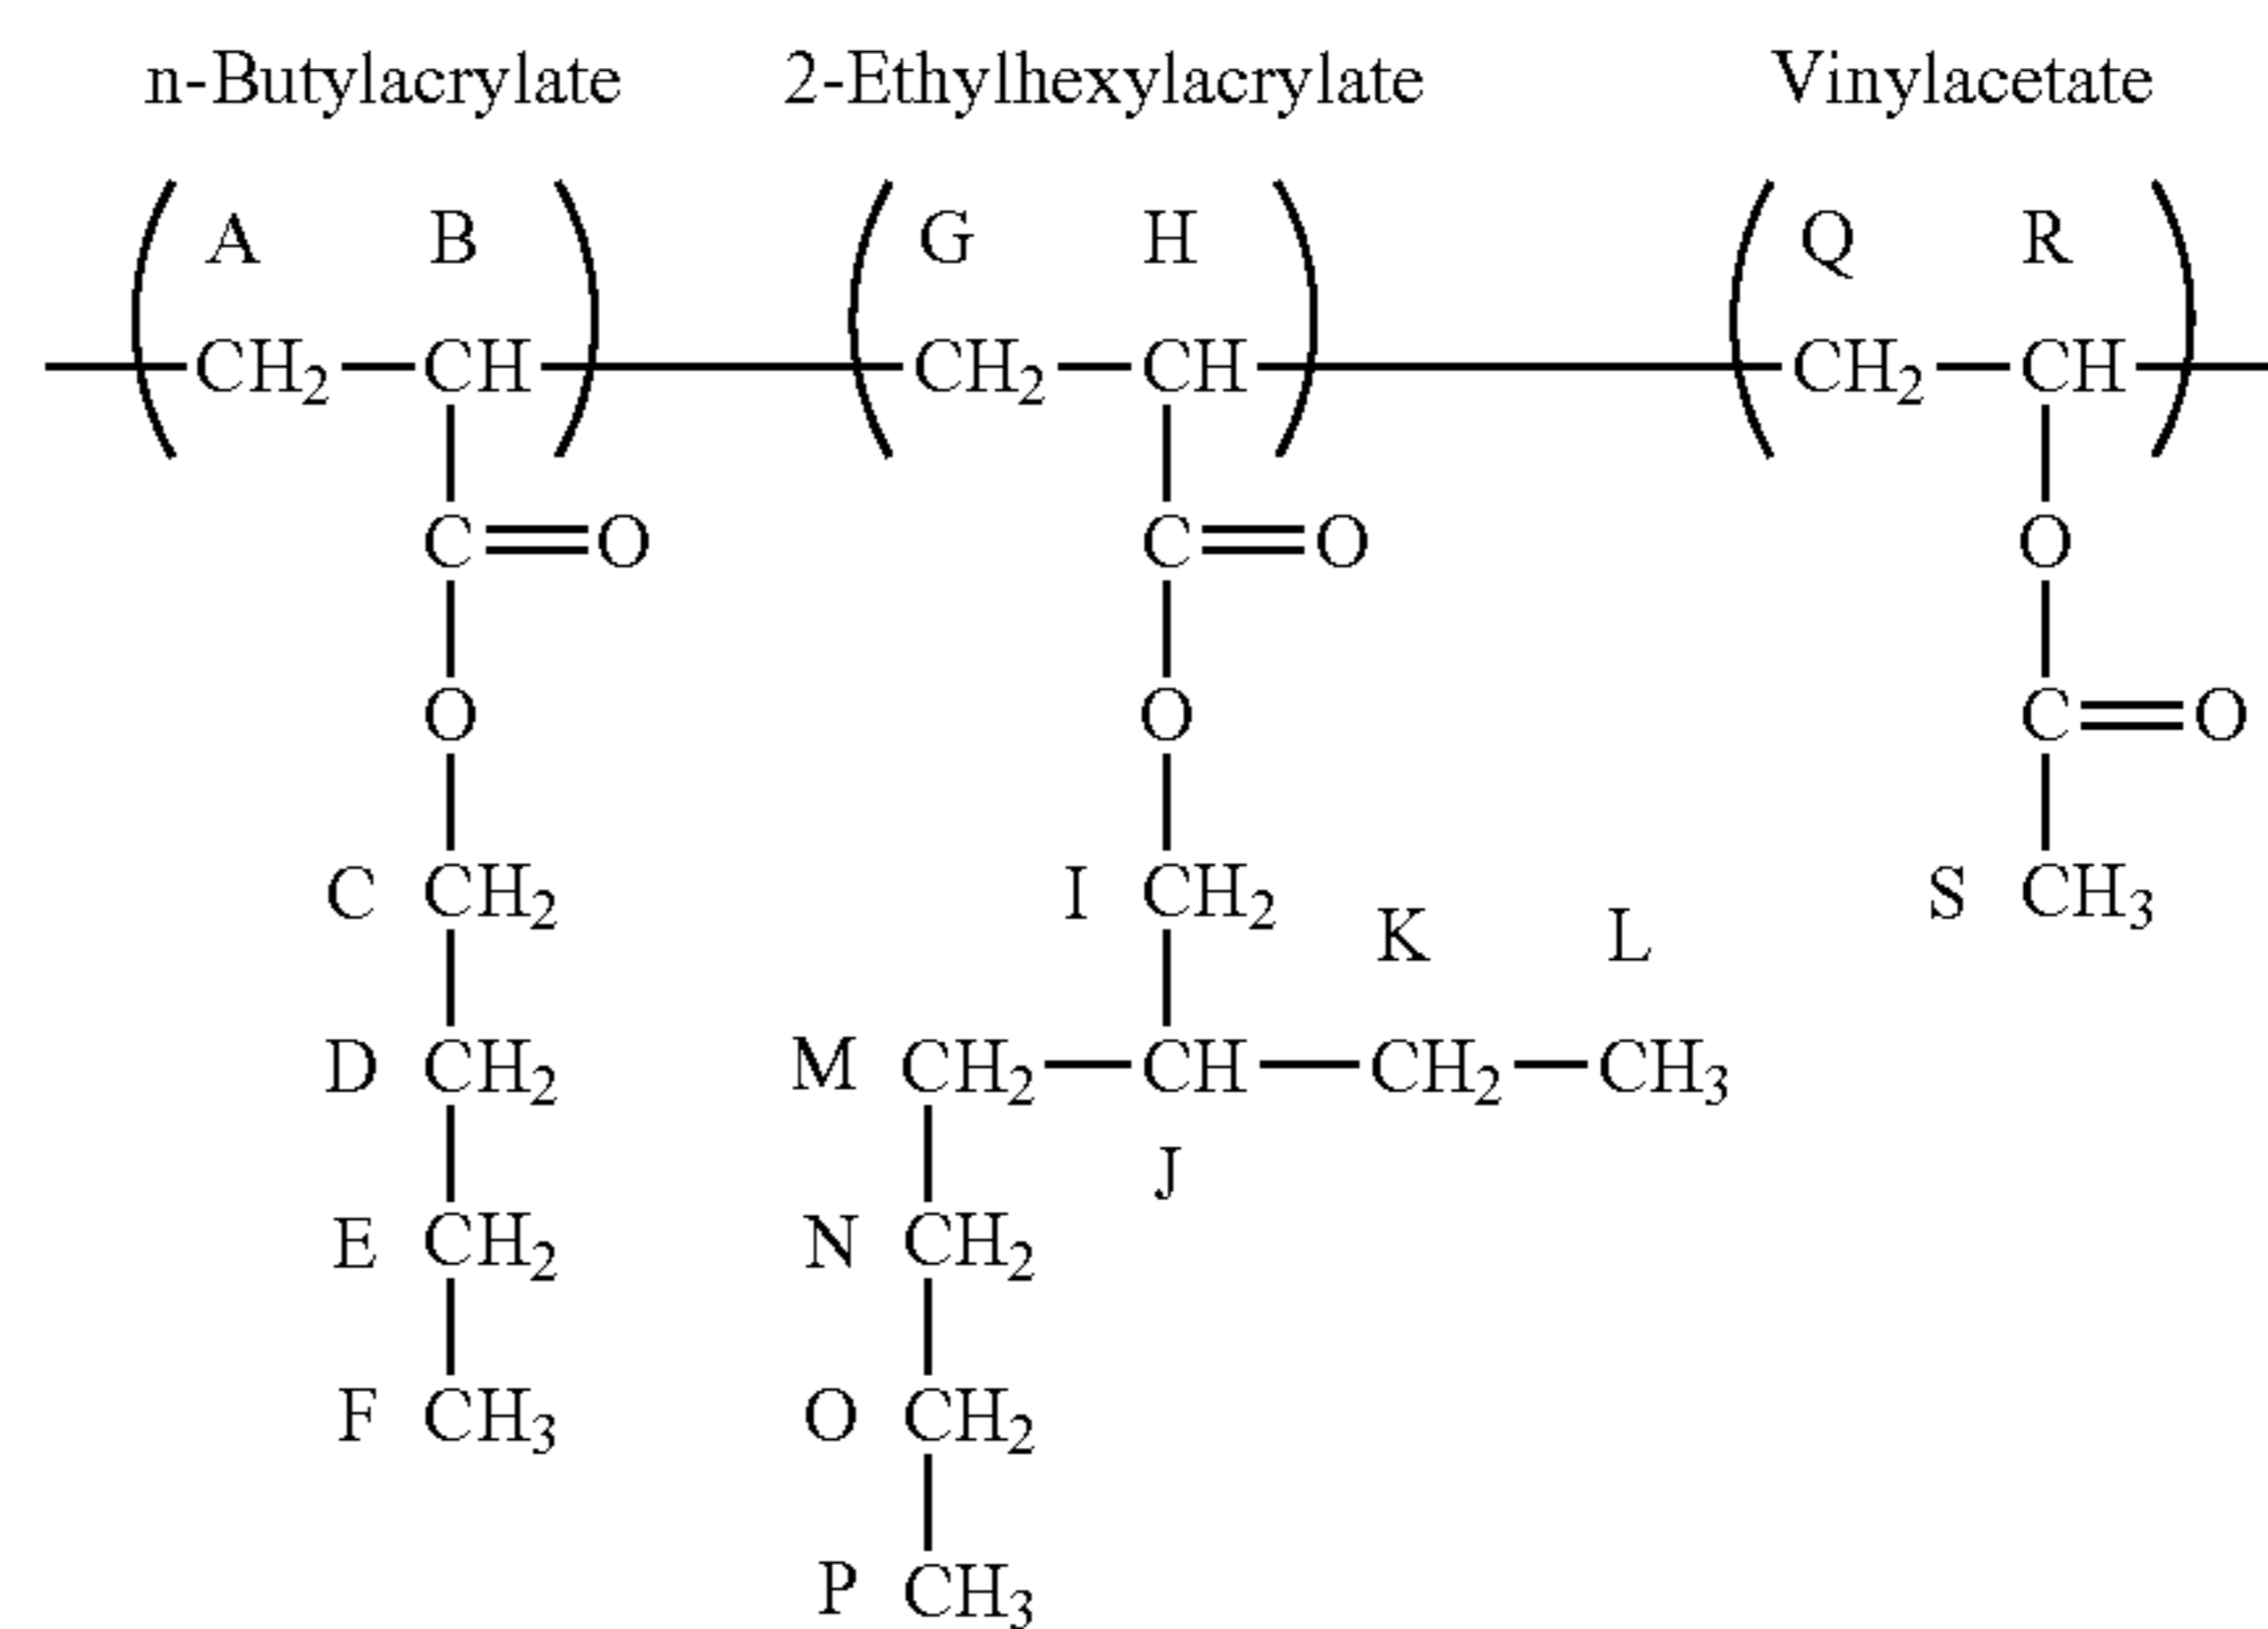 n-Butylacrylate 2-Ethylhexylacrylate Vinylacetate
A B G H Q R
CH2 CH CH2 CH CH2 CH
C O C O O
O O C O
C CH2 I CH2 K L S CH3
D CH2 M CH2 CH CH2 CH3
J
E CH2 N CH2
F CH3 O CH2
P CH3